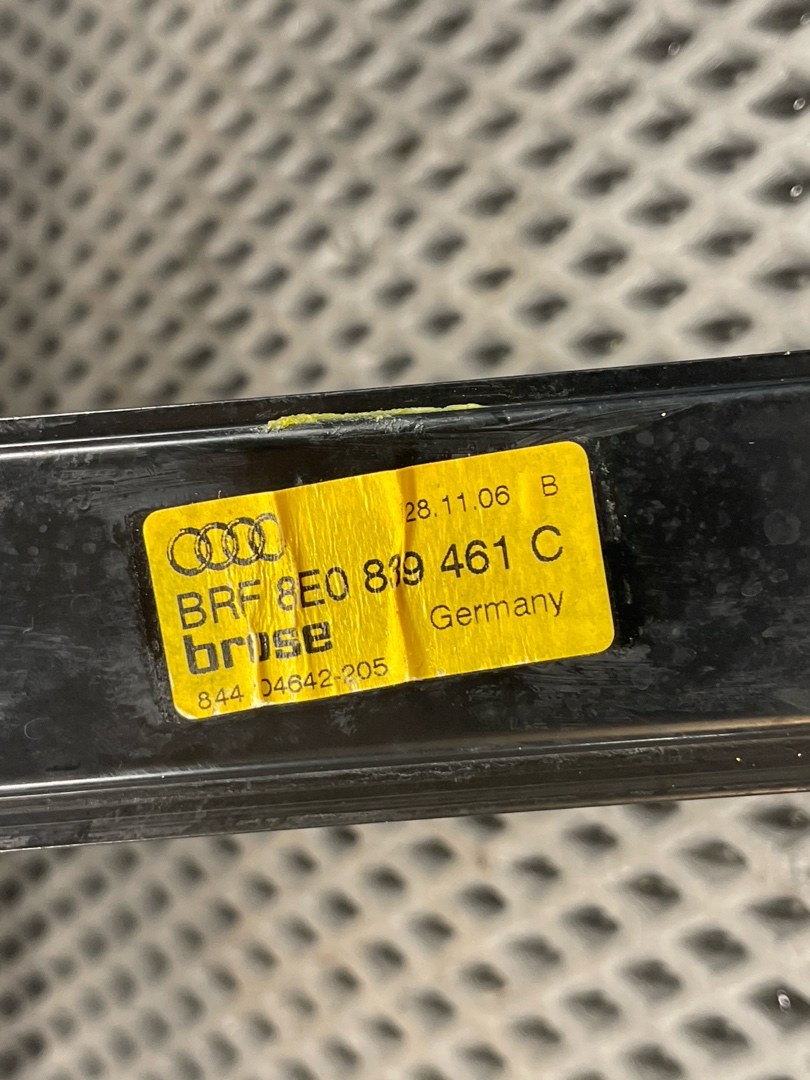 28.11.06 B
BRF 8E0 839 461 C
brose Germany
844 04642-205